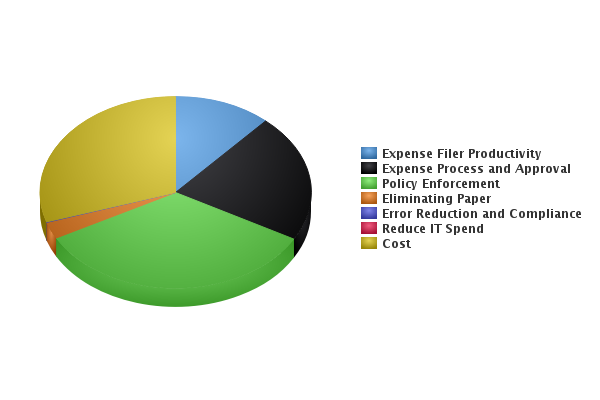 Expense Filer Productivity
Expense Process and Approval
Policy Enforcement
Eliminating Paper
Error Reduction and Compliance
Reduce IT Spend
Cost